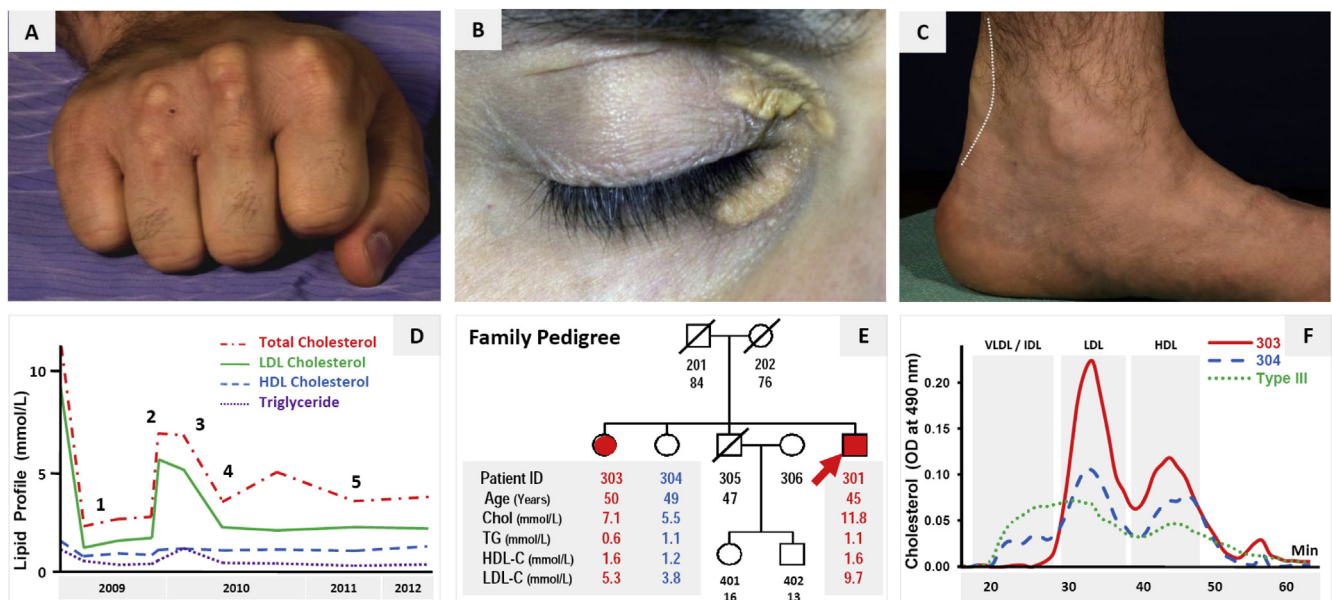 A
B
C
D
Total Cholesterol
LDL Cholesterol
HDL Cholesterol
Triglyceride
Lipid Profile (mmol/L)
10
5
0
1
2
3
4
5
2009
2010
2011
2012
Family Pedigree
E
201
84
202
76
Patient ID 303 304 305 306 301
Age (Years) 50 49 47 45
Chol (mmol/L) 7.1 5.5 11.8
TG (mmol/L) 0.6 1.1 1.1
HDL-C (mmol/L) 1.6 1.2 1.6
LDL-C (mmol/L) 5.3 3.8 9.7
401 402
16 13
F
VLDL / IDL
LDL
HDL
303
304
Type III
Cholesterol (OD at 490 nm)
0.20
0.15
0.10
0.05
0.00
Min
20 30 40 50 60